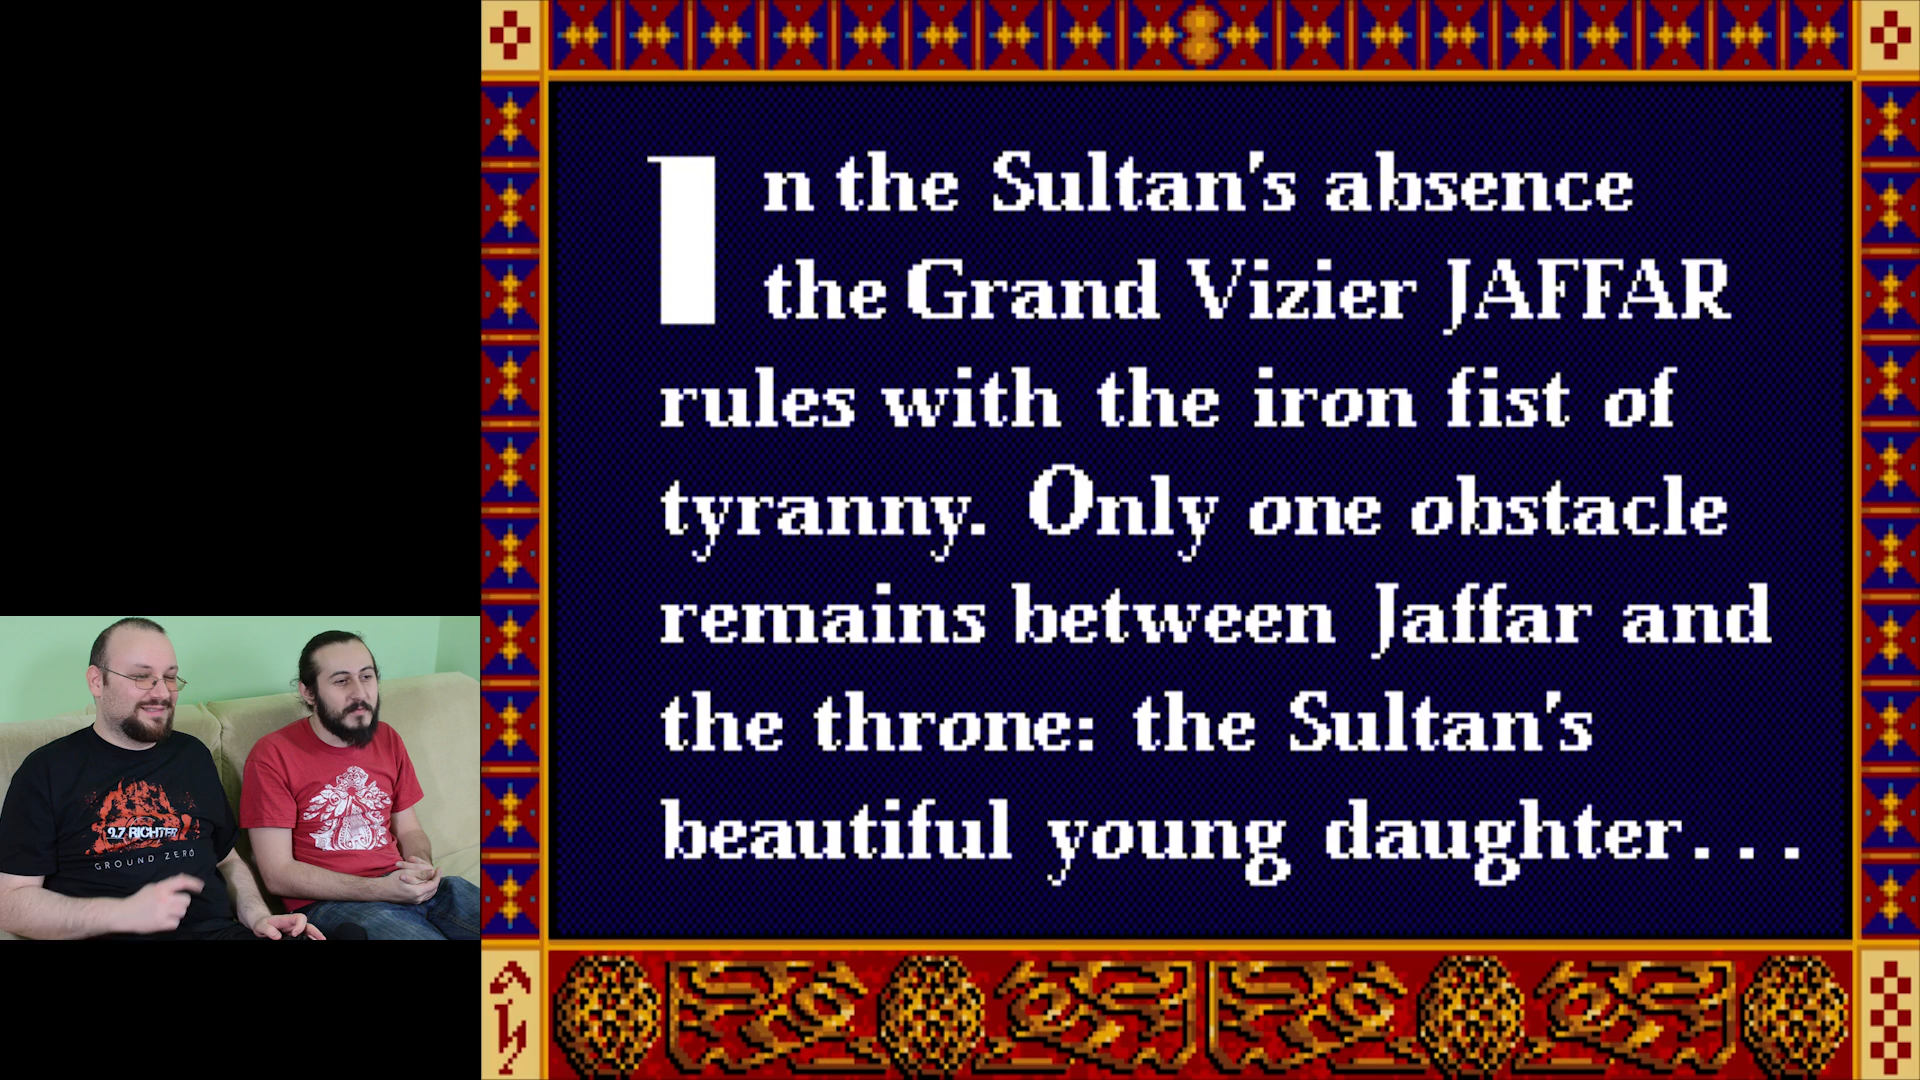 In the Sultan's absence
the Grand Vizier JAFFAR
rules with the iron fist of
tyranny. Only one obstacle
remains between Jaffar and
the throne: the Sultan's
beautiful young daughter...
9.7 RICHTER
GROUND ZERO